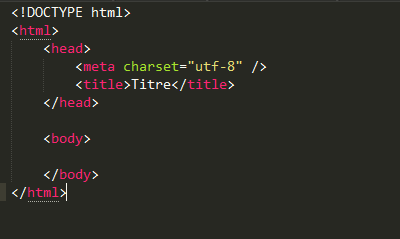 <!DOCTYPE html>
<html>
<head>
<meta charset="utf-8" />
<title>Titre</title>
</head>
<body>
</body>
</html>